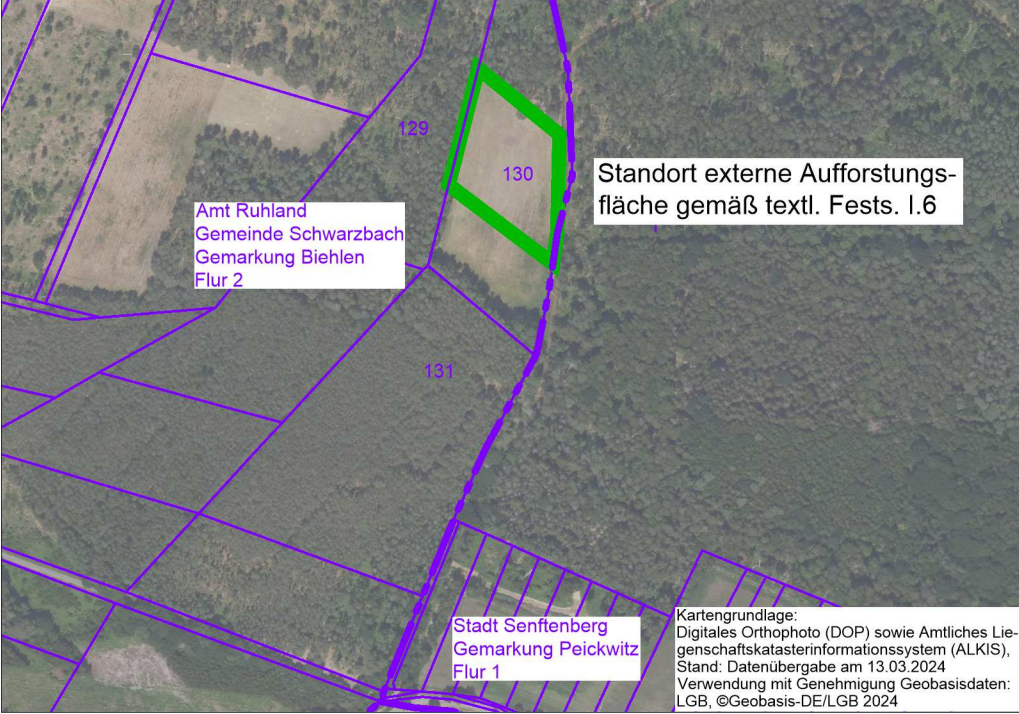 129
130
Standort externe Aufforstungs-
fläche gemäß textl. Fests. I.6
Amt Ruhland
Gemeinde Schwarzbach
Gemarkung Biehlen
Flur 2
131
Stadt Senftenberg
Gemarkung Peickwitz
Flur 1
Kartengrundlage:
Digitales Orthophoto (DOP) sowie Amtliches Lie-
genschaftskatasterinformationssystem (ALKIS),
Stand: Datenübergabe am 13.03.2024
Verwendung mit Genehmigung Geobasisdaten:
LGB, ©Geobasis-DE/LGB 2024